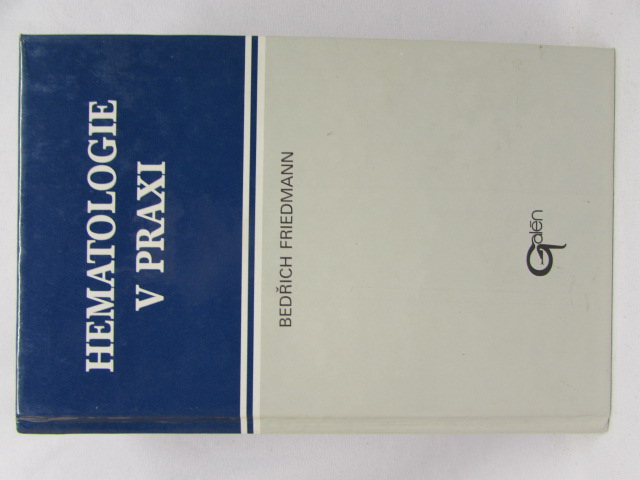 HEMATOLOGIE
V PRAXI
BEDŘICH FRIEDMANN
Galén